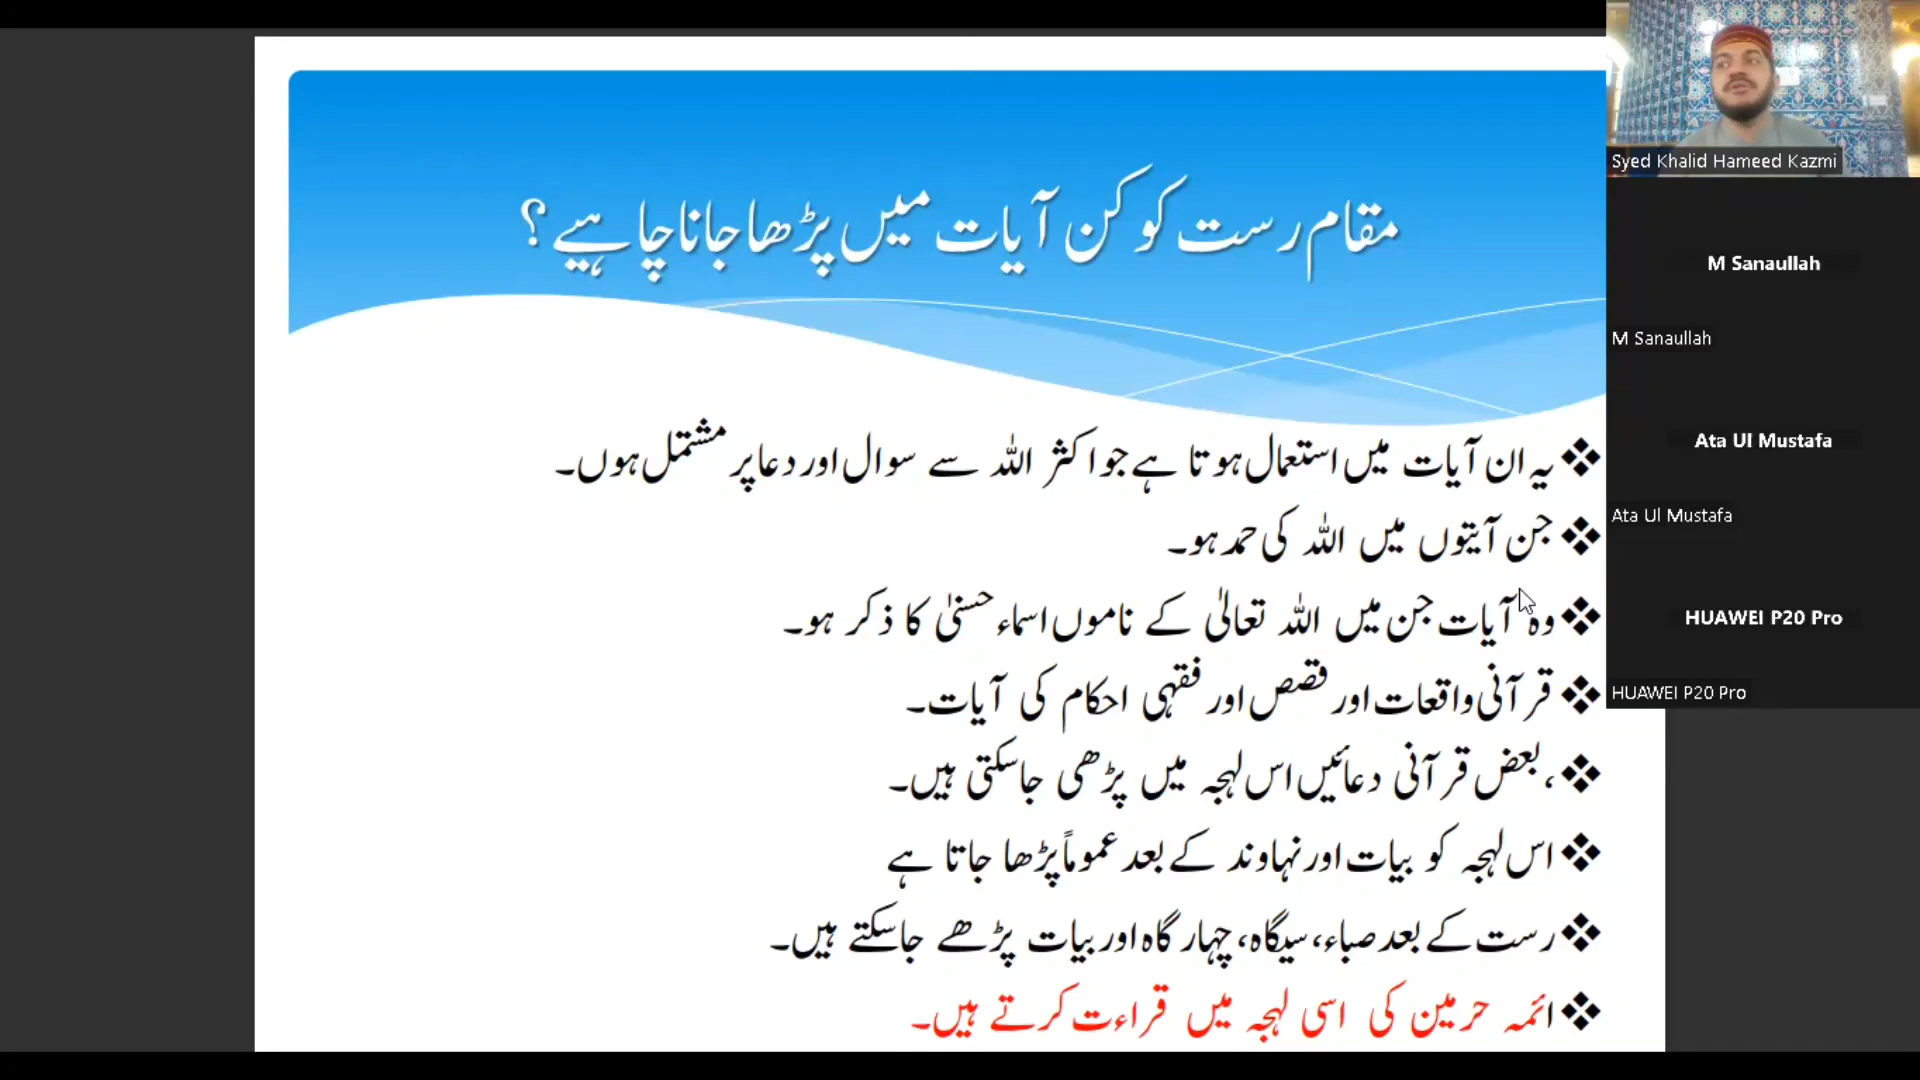 مقام رست کو کن آیات میں پڑھا جانا چاہیے؟
❖ یہ ان آیات میں استعمال ہوتا ہے جو اکثر اللہ سے سوال اور دعا پر مشتمل ہوں۔
❖ جن آیتوں میں اللہ کی حمد ہو۔
❖ وہ آیات جن میں اللہ تعالیٰ کے ناموں اسماء حسنیٰ کا ذکر ہو۔
❖ قرآنی واقعات اور قصص اور فقہی احکام کی آیات۔
❖ ،بعض قرآنی دعائیں اس لہجہ میں پڑھی جاسکتی ہیں۔
❖ اس لہجہ کو بیات اور نہاوند کے بعد عموماً پڑھا جاتا ہے
❖ رست کے بعد صباء، سیگاہ، چہار گاہ اور بیات پڑھے جاسکتے ہیں۔
❖ ائمہ حرمین کی اسی لہجہ میں قراءت کرتے ہیں۔
Syed Khalid Hameed Kazmi
M Sanaullah
M Sanaullah
Ata Ul Mustafa
Ata Ul Mustafa
HUAWEI P20 Pro
HUAWEI P20 Pro